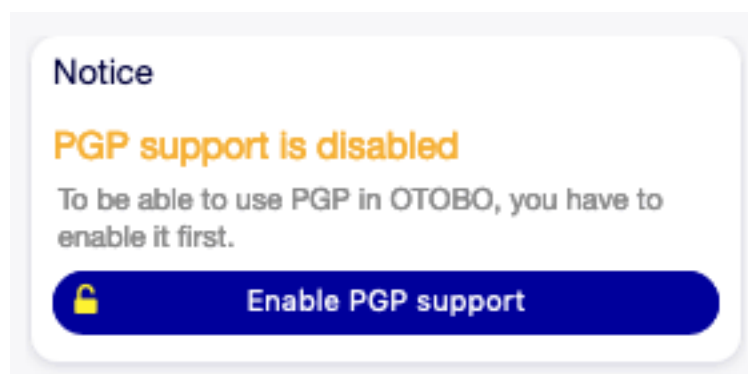 Notice
PGP support is disabled
To be able to use PGP in OTOBO, you have to
enable it first.
Enable PGP support